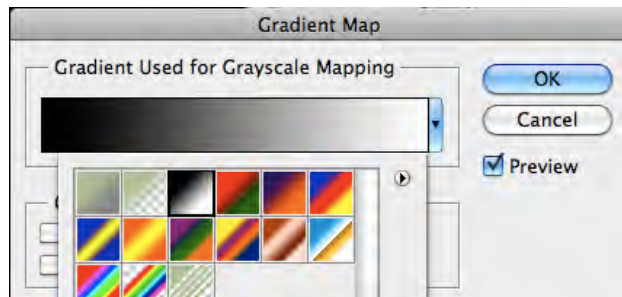 Gradient Map
Gradient Used for Grayscale Mapping
OK
Cancel
Preview